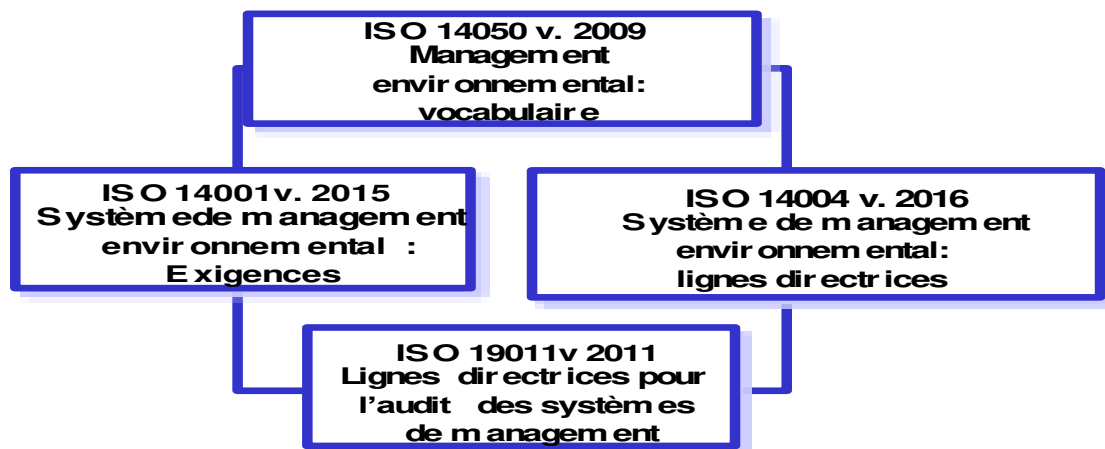 ISO 14050 v. 2009
Management
environnemental:
vocabulaire
ISO 14001v. 2015
Systèmede management
environnemental :
Exigences
ISO 14004 v. 2016
Système de management
environnemental:
lignes directrices
ISO 19011v 2011
Lignes directrices pour
l’audit des systèmes
de management